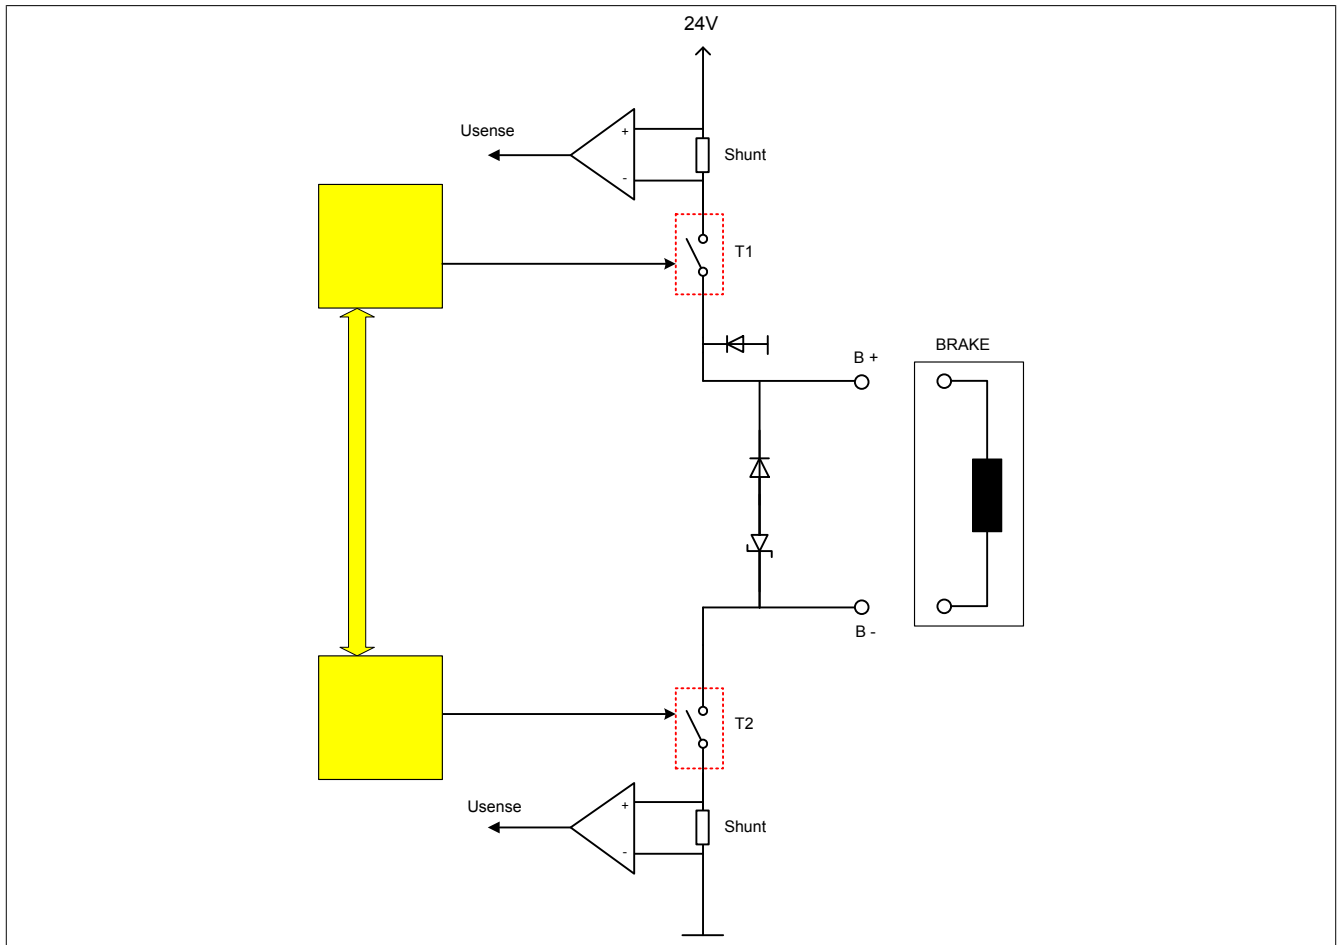 24V
Usense
+
-
Shunt
T1
BRAKE
B +
B -
T2
Usense
+
-
Shunt